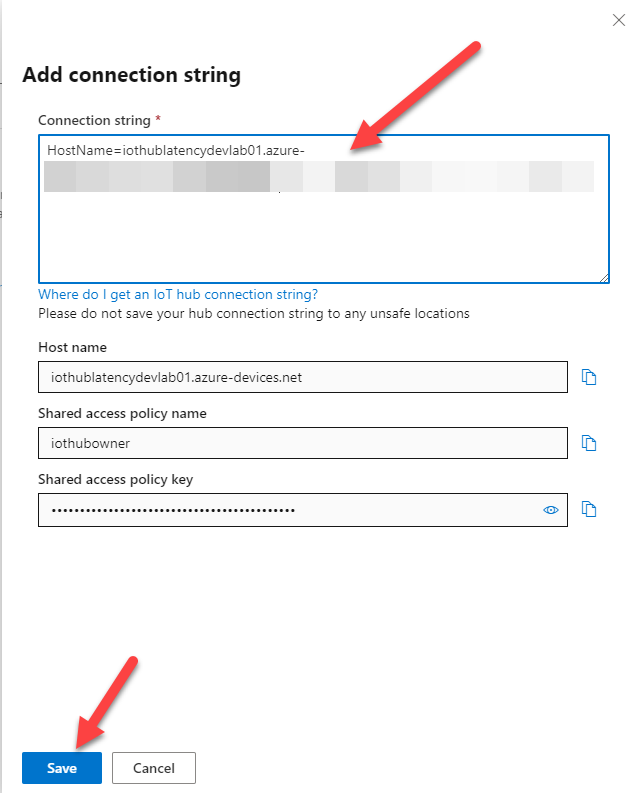 Add connection string
Connection string *
HostName=iothublatencydevlab01.azure-
Where do I get an IoT hub connection string?
Please do not save your hub connection string to any unsafe locations
Host name
iothublatencydevlab01.azure-devices.net
Shared access policy name
iothubowner
Shared access policy key
•••••••••••••••••••••••••••••••••••••••••••
Save
Cancel